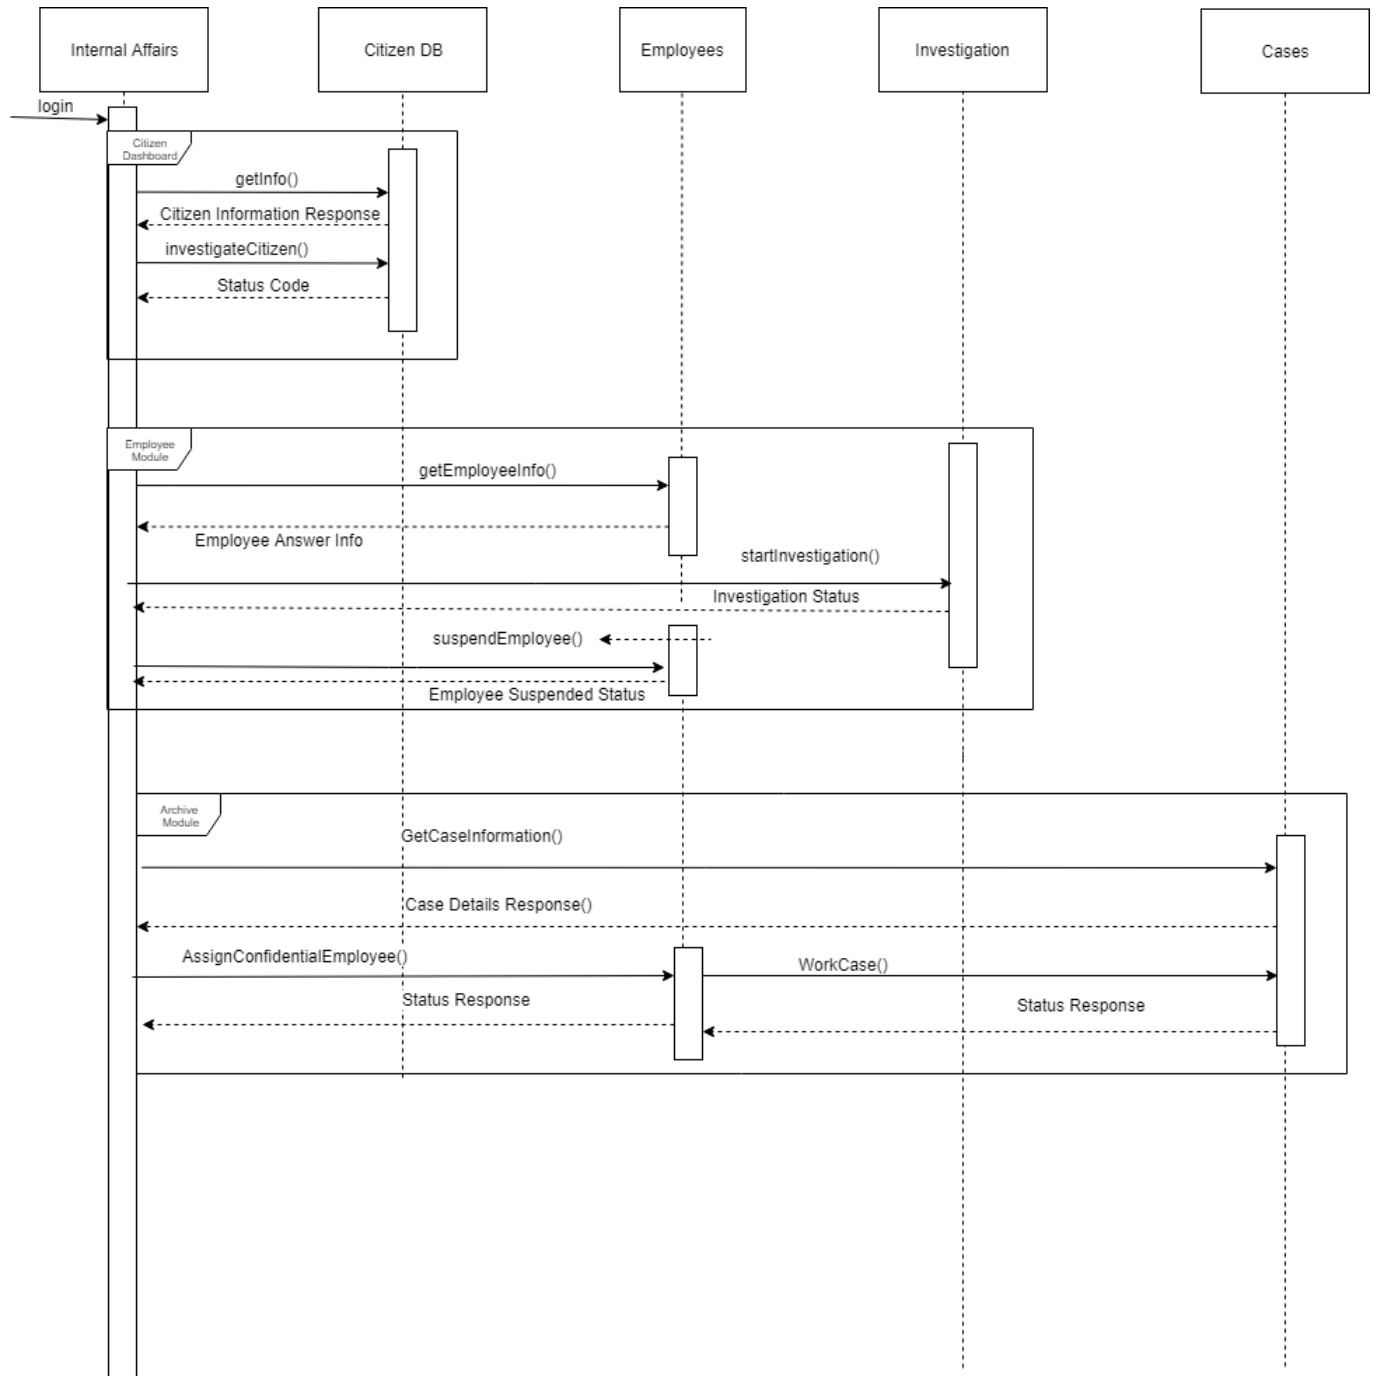 Internal Affairs
Citizen DB
Employees
Investigation
Cases
login
Citizen
Dashboard
getInfo()
Citizen Information Response
investigateCitizen()
Status Code
Employee
Module
getEmployeeInfo()
Employee Answer Info
startInvestigation()
Investigation Status
suspendEmployee()
Employee Suspended Status
Archive
Module
GetCaseInformation()
Case Details Response()
AssignConfidentialEmployee()
WorkCase()
Status Response
Status Response